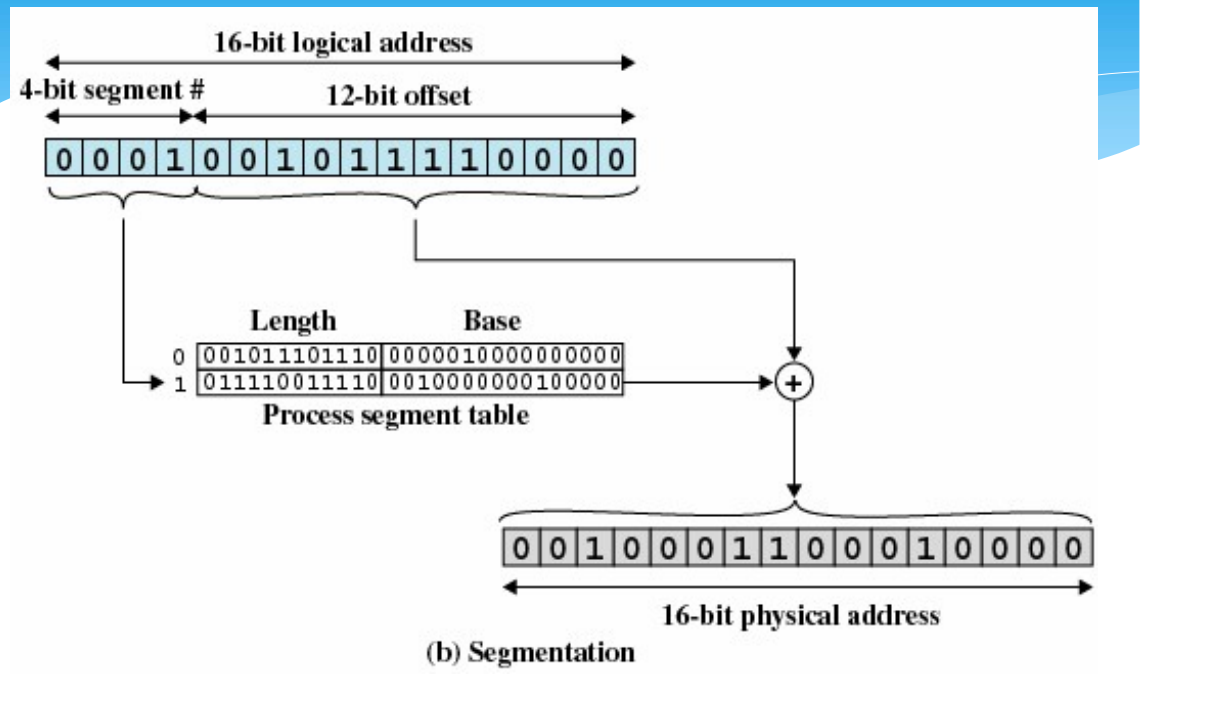 16-bit logical address
4-bit segment #
12-bit offset
0 0 0 1 0 0 1 0 1 1 1 1 0 0 0 0
Length Base
0 001011101110 0000010000000000
1 011110011110 0010000000100000
+
Process segment table
0 0 1 0 0 0 1 1 0 0 0 1 0 0 0 0
16-bit physical address
(b) Segmentation